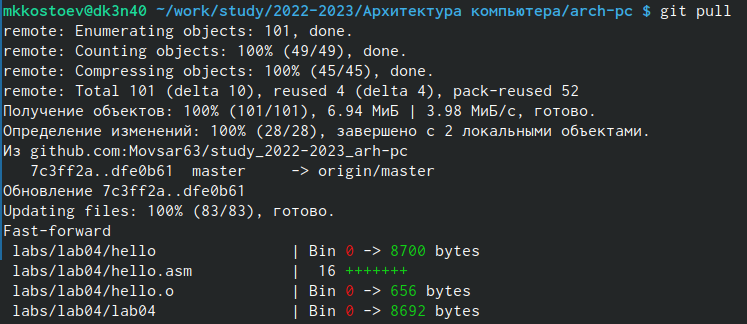 mkkostoev@dk3n40 ~/work/study/2022-2023/Архитектура компьютера/arch-pc $ git pull
remote: Enumerating objects: 101, done.
remote: Counting objects: 100% (49/49), done.
remote: Compressing objects: 100% (45/45), done.
remote: Total 101 (delta 10), reused 4 (delta 4), pack-reused 52
Получение объектов: 100% (101/101), 6.94 МиБ | 3.98 МиБ/с, готово.
Определение изменений: 100% (28/28), завершено с 2 локальными объектами.
Из github.com:Movsar63/study_2022-2023_arh-pc
   7c3ff2a..dfe0b61  master     -> origin/master
Обновление 7c3ff2a..dfe0b61
Updating files: 100% (83/83), готово.
Fast-forward
 labs/lab04/hello               | Bin 0 -> 8700 bytes
 labs/lab04/hello.asm           |  16 +++++++
 labs/lab04/hello.o             | Bin 0 -> 656 bytes
 labs/lab04/lab04               | Bin 0 -> 8692 bytes